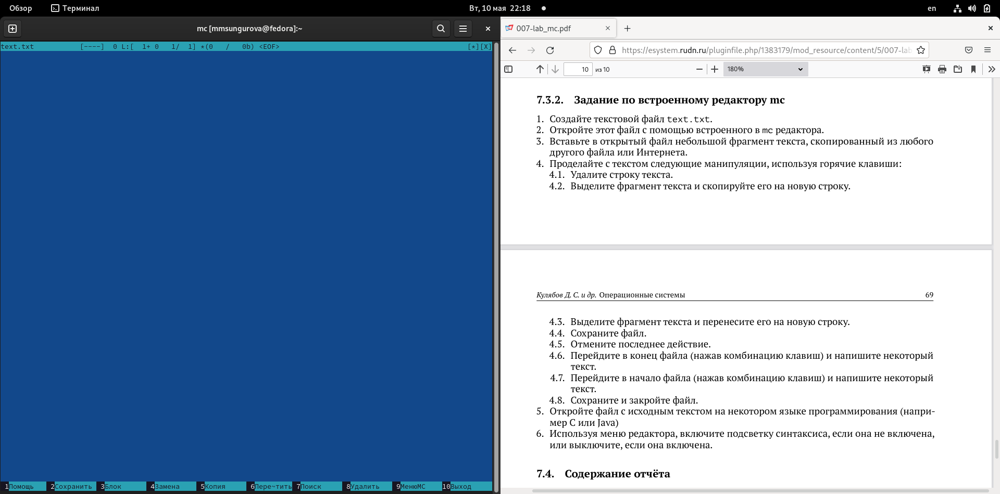 Обзор Терминал Вт, 10 мая 22:18 en
mc [mmsungurova@fedora]:~
text.txt [----] 0 L:[ 1+ 0 1/ 1] *(0 / 0b) <EOF> [*][X]
1Помощь 2Сохранить 3Блок 4Замена 5Копия 6Пере~тить 7Поиск 8Удалить 9МенюMC 10Выход
007-lab_mc.pdf
https://esystem.rudn.ru/pluginfile.php/1383179/mod_resource/content/5/007-lab
10 из 10 180%
7.3.2. Задание по встроенному редактору mc
1. Создайте текстовой файл text.txt.
2. Откройте этот файл с помощью встроенного в mc редактора.
3. Вставьте в открытый файл небольшой фрагмент текста, скопированный из любого
другого файла или Интернета.
4. Проделайте с текстом следующие манипуляции, используя горячие клавиши:
4.1. Удалите строку текста.
4.2. Выделите фрагмент текста и скопируйте его на новую строку.
Кулябов Д. С. и др. Операционные системы 69
4.3. Выделите фрагмент текста и перенесите его на новую строку.
4.4. Сохраните файл.
4.5. Отмените последнее действие.
4.6. Перейдите в конец файла (нажав комбинацию клавиш) и напишите некоторый
текст.
4.7. Перейдите в начало файла (нажав комбинацию клавиш) и напишите некоторый
текст.
4.8. Сохраните и закройте файл.
5. Откройте файл с исходным текстом на некотором языке программирования (напри-
мер C или Java)
6. Используя меню редактора, включите подсветку синтаксиса, если она не включена,
или выключите, если она включена.
7.4. Содержание отчёта